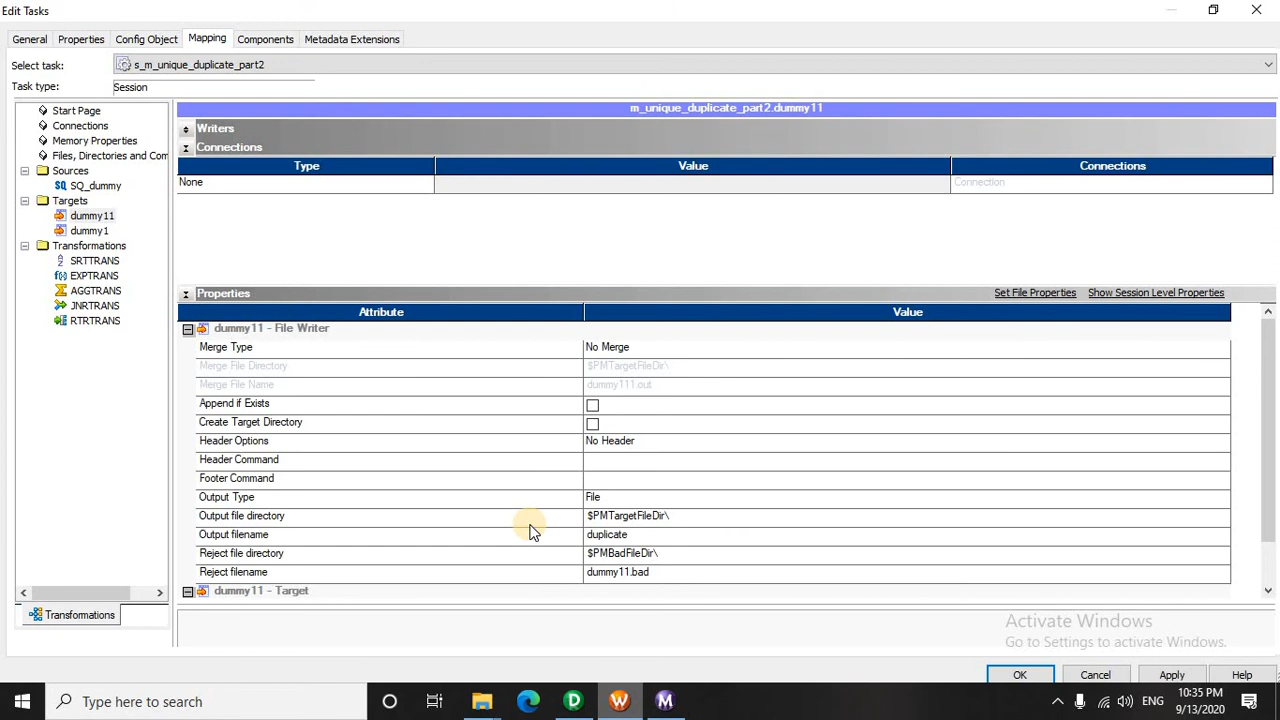 Edit Tasks
General Properties Config Object Mapping Components Metadata Extensions
Select task: s_m_unique_duplicate_part2
Task type: Session
Start Page
Connections
Memory Properties
Files, Directories and Com
Sources
SQ_dummy
Targets
dummy11
dummy1
Transformations
SRTTRANS
EXPTRANS
AGGTRANS
JNRTRANS
RTRTRANS
Transformations
m_unique_duplicate_part2.dummy11
Writers
Connections
Type Value Connections
None Connection
Properties Set File Properties Show Session Level Properties
Attribute Value
dummy11 - File Writer
Merge Type No Merge
Merge File Directory $PMTargetFileDir\
Merge File Name dummy111.out
Append if Exists
Create Target Directory
Header Options No Header
Header Command
Footer Command
Output Type File
Output file directory $PMTargetFileDir\
Output filename duplicate
Reject file directory $PMBadFileDir\
Reject filename dummy11.bad
dummy11 - Target
Activate Windows
Go to Settings to activate Windows.
OK Cancel Apply Help
Type here to search D W M ENG 10:35 PM
9/13/2020